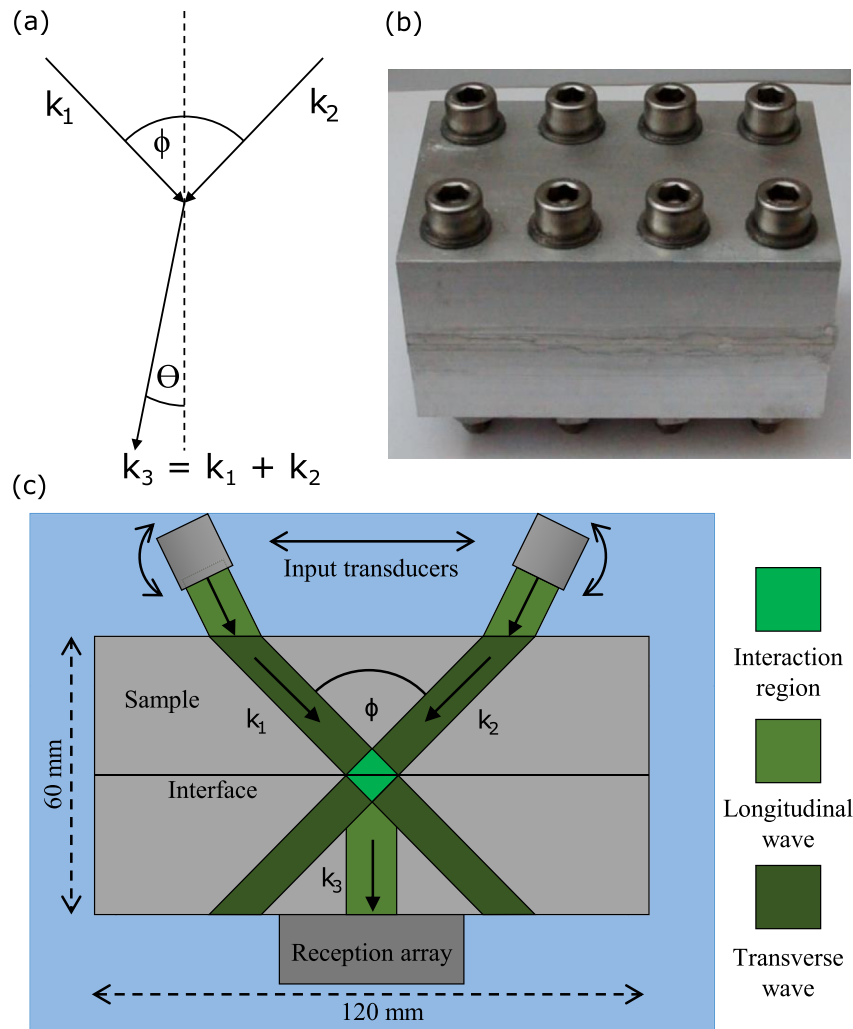 (a)
k1
k2
ϕ
Θ
k3 = k1 + k2
(b)
(c)
Input transducers
Sample
k1
ϕ
k2
Interface
60 mm
k3
Reception array
120 mm
Interaction
region
Longitudinal
wave
Transverse
wave